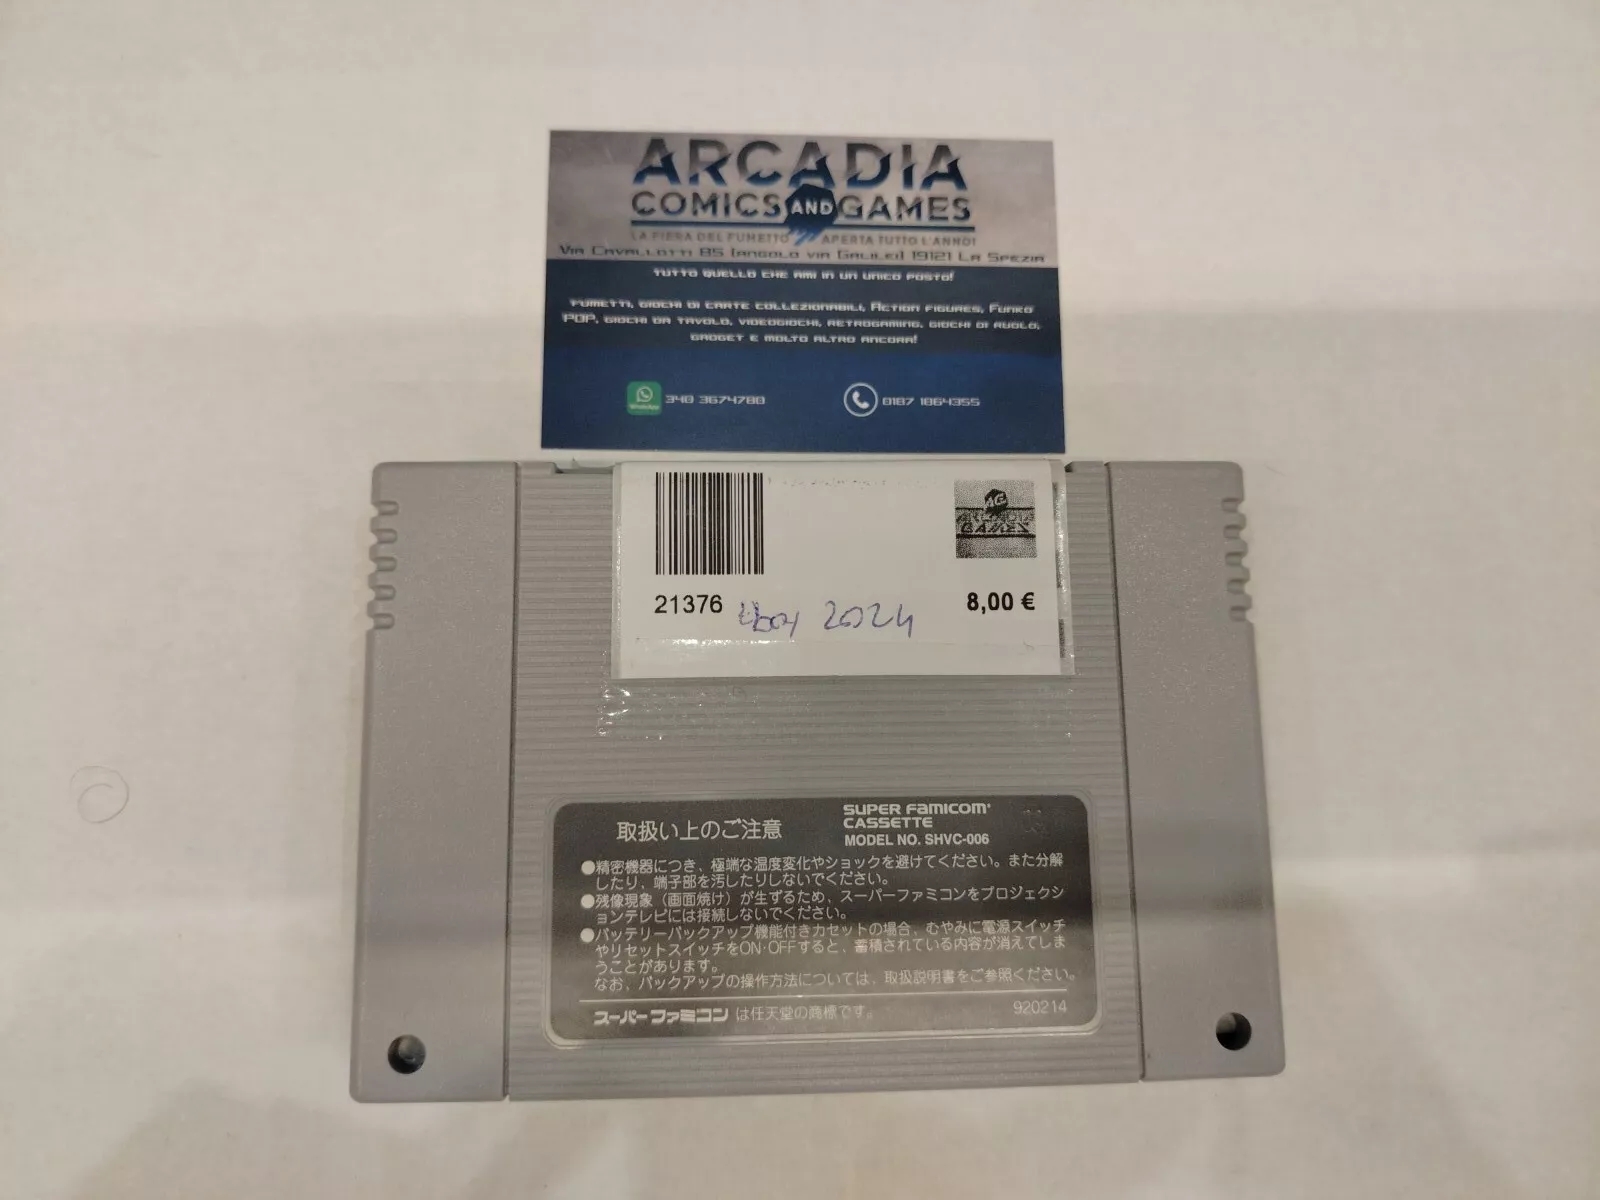 ARCADIA
COMICS AND GAMES
LA FIERA DEL FUMETTO APERTA TUTTO L'ANNO!
Via Cavallotti 85 (angolo via Galilei) 19121 La Spezia
TUTTO QUELLO CHE AMI IN UN UNICO POSTO!
FUMETTI, GIOCHI DI CARTE COLLEZIONABILI, ACTION FIGURES, FUNKO
POP, GIOCHI DA TAVOLO, VIDEOGIOCHI, RETROGAMING, GIOCHI DI RUOLO,
GADGET E MOLTO ALTRO ANCORA!
WhatsApp 340 3674780
0187 1864355
AG
ARCADIA
GAMES
21376 2024 8,00 €
取扱い上のご注意
SUPER FAMICOM
CASSETTE
MODEL NO. SHVC-006
●精密機器につき、極端な温度変化やショックを避けてください。また分解
したり、端子部を汚したりしないでください。
●残像現象（画面焼け）が生ずるため、スーパーファミコンをプロジェクシ
ョンテレビには接続しないでください。
●バッテリーバックアップ機能付きカセットの場合、むやみに電源スイッチ
やリセットスイッチをON・OFFすると、蓄積されている内容が消えてしま
うことがあります。
なお、バックアップの操作方法については、取扱説明書をご参照ください。
スーパーファミコンは任天堂の商標です。
920214